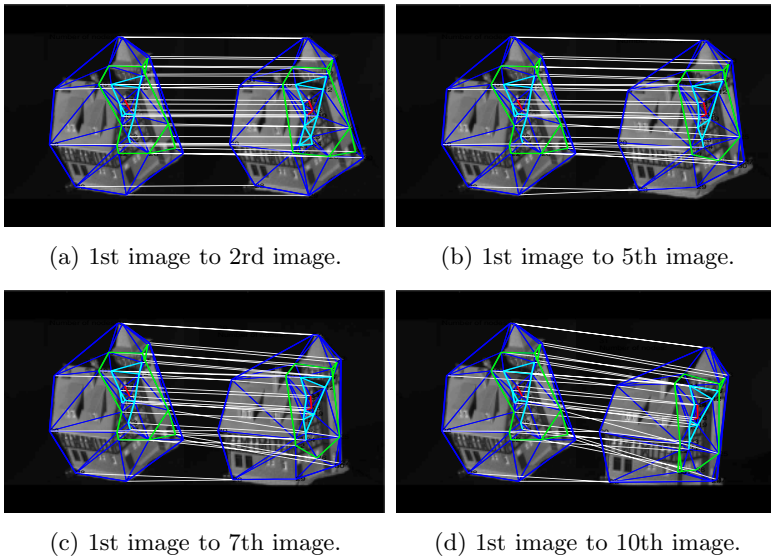 (a) 1st image to 2rd image.
(b) 1st image to 5th image.
(c) 1st image to 7th image.
(d) 1st image to 10th image.